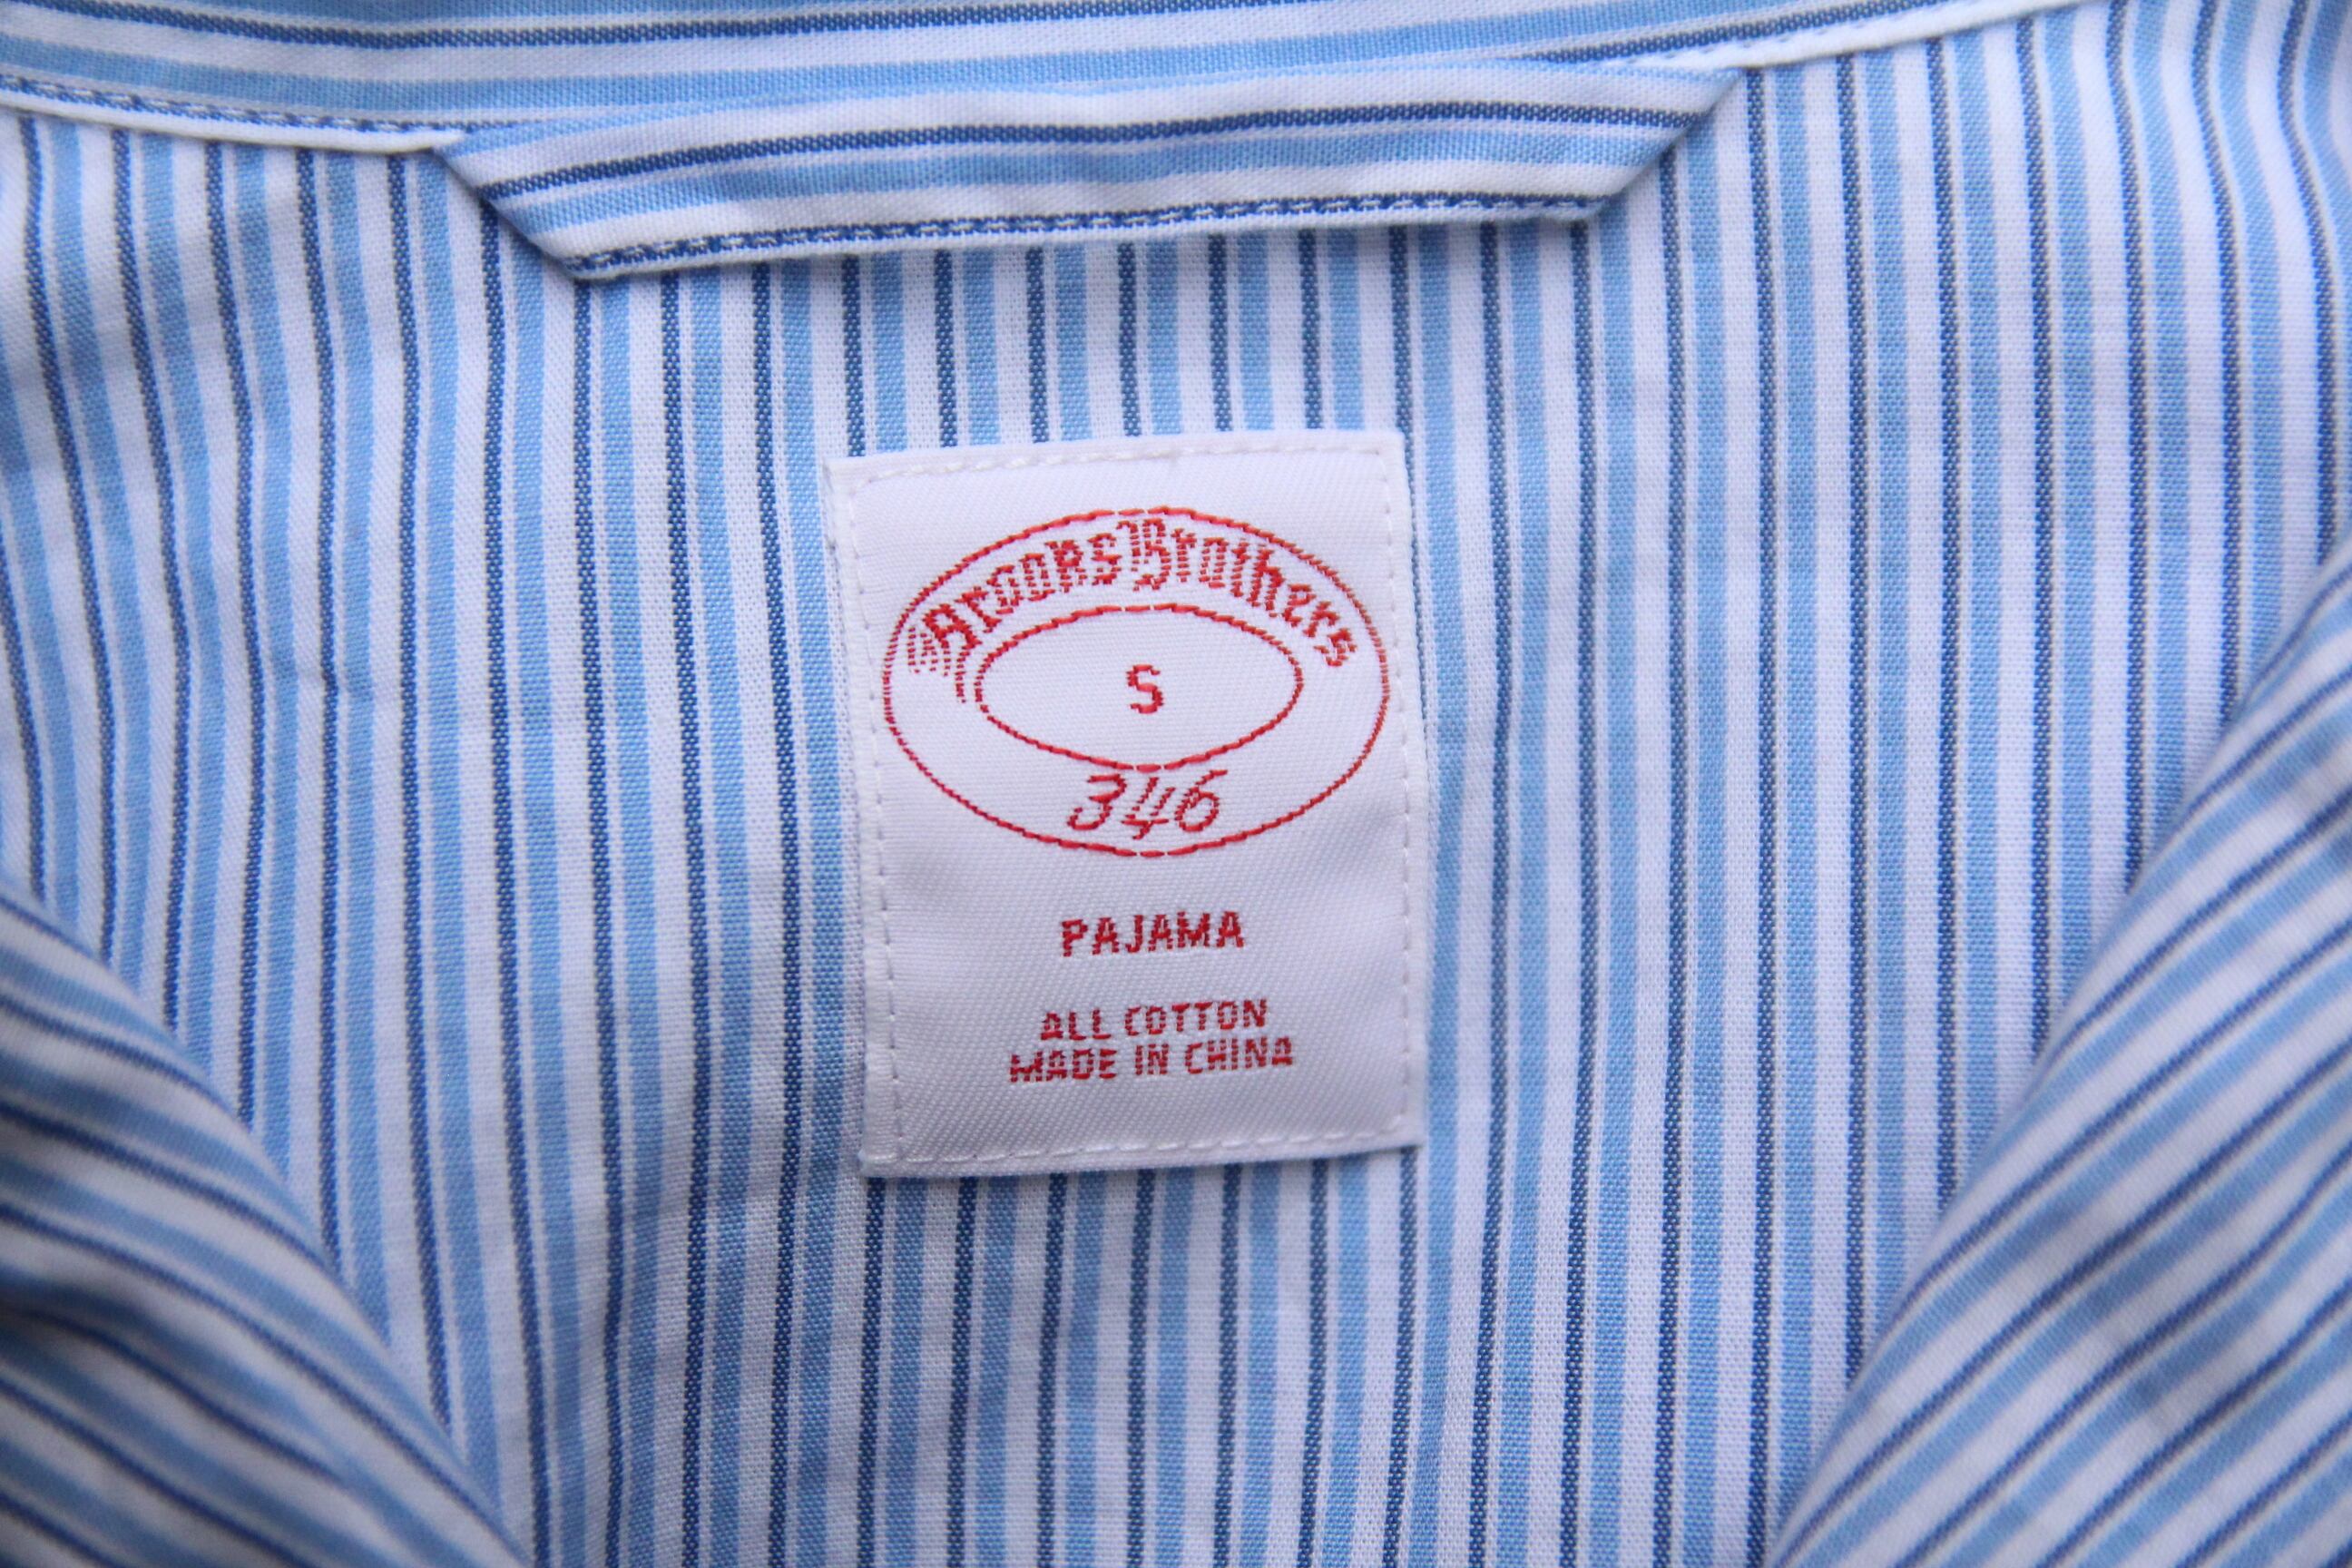 Brooks Brothers
S
346
PAJAMA
ALL COTTON
MADE IN CHINA